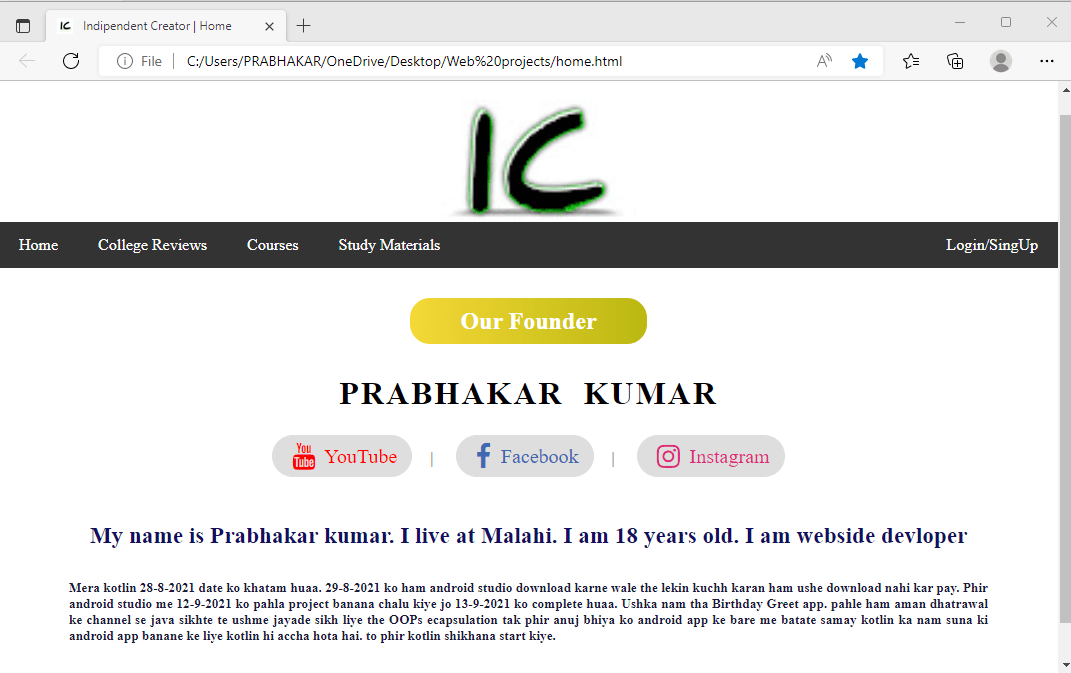 Indipendent Creator | Home
File | C:/Users/PRABHAKAR/OneDrive/Desktop/Web%20projects/home.html
IC
Home College Reviews Courses Study Materials Login/SingUp
Our Founder
PRABHAKAR KUMAR
You Tube YouTube | Facebook | Instagram
My name is Prabhakar kumar. I live at Malahi. I am 18 years old. I am webside devloper
Mera kotlin 28-8-2021 date ko khatam huaa. 29-8-2021 ko ham android studio download karne wale the lekin kuchh karan ham ushe download nahi kar pay. Phir
android studio me 12-9-2021 ko pahla project banana chalu kiye jo 13-9-2021 ko complete huaa. Ushka nam tha Birthday Greet app. pahle ham aman dhatrawal
ke channel se java sikhte te ushme jayade sikh liye the OOPs ecapsulation tak phir anuj bhiya ko android app ke bare me batate samay kotlin ka nam suna ki
android app banane ke liye kotlin hi accha hota hai. to phir kotlin shikhana start kiye.